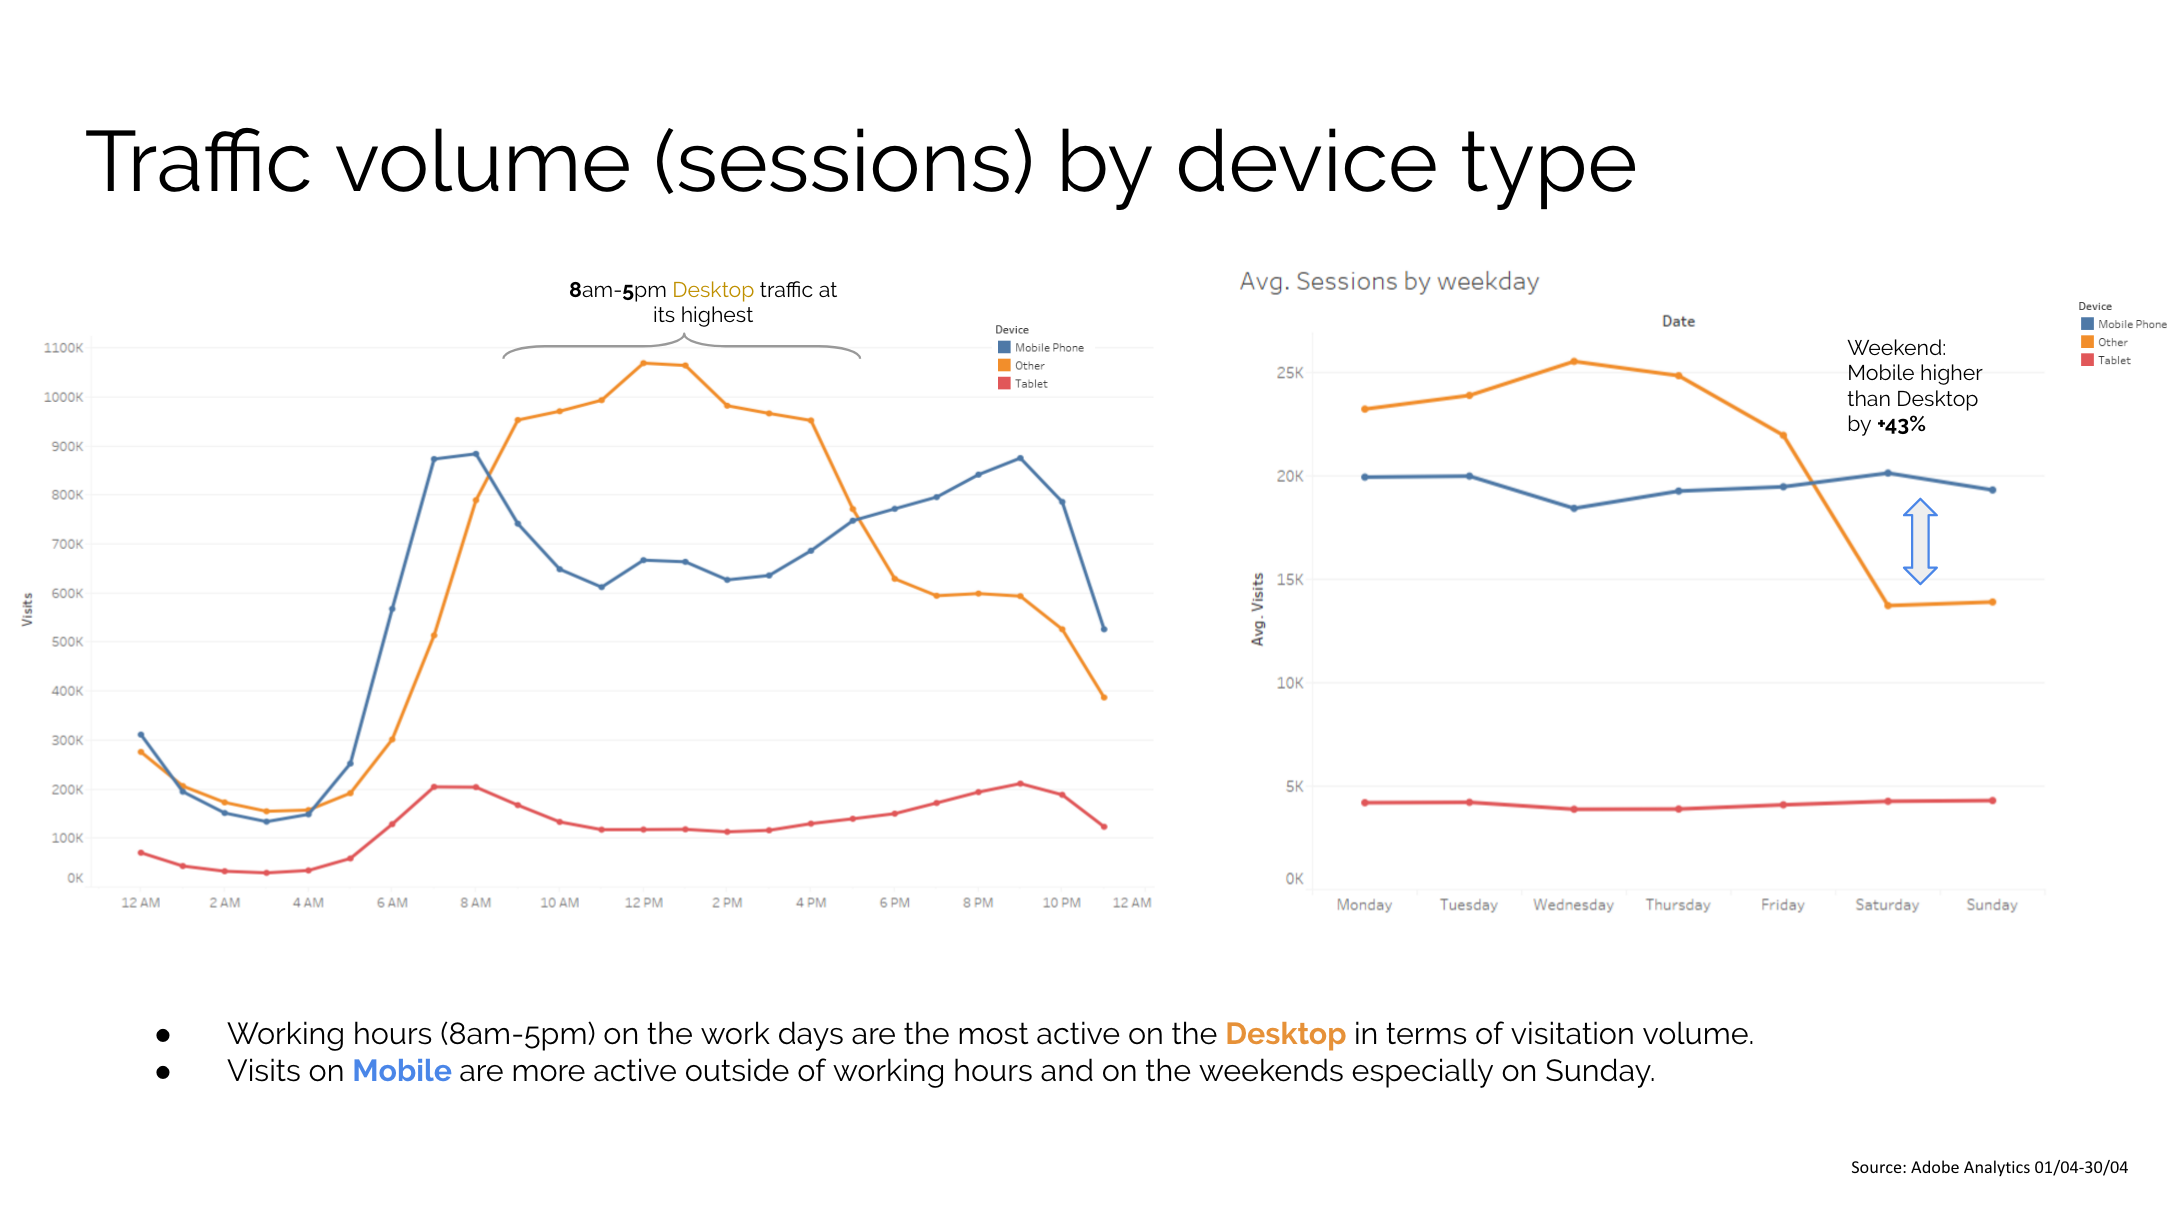 Traffic volume (sessions) by device type
8am-5pm Desktop traffic at
its highest
Device
Mobile Phone
Other
Tablet
1100K
1000K
900K
800K
700K
600K
500K
400K
300K
200K
100K
0K
Visits
12 AM 2 AM 4 AM 6 AM 8 AM 10 AM 12 PM 2 PM 4 PM 6 PM 8 PM 10 PM 12 AM
Avg. Sessions by weekday
Date
Device
Mobile Phone
Other
Tablet
Weekend:
Mobile higher
than Desktop
by +43%
25K
20K
15K
10K
5K
0K
Avg. Visits
Monday Tuesday Wednesday Thursday Friday Saturday Sunday
● Working hours (8am-5pm) on the work days are the most active on the Desktop in terms of visitation volume.
● Visits on Mobile are more active outside of working hours and on the weekends especially on Sunday.
Source: Adobe Analytics 01/04-30/04